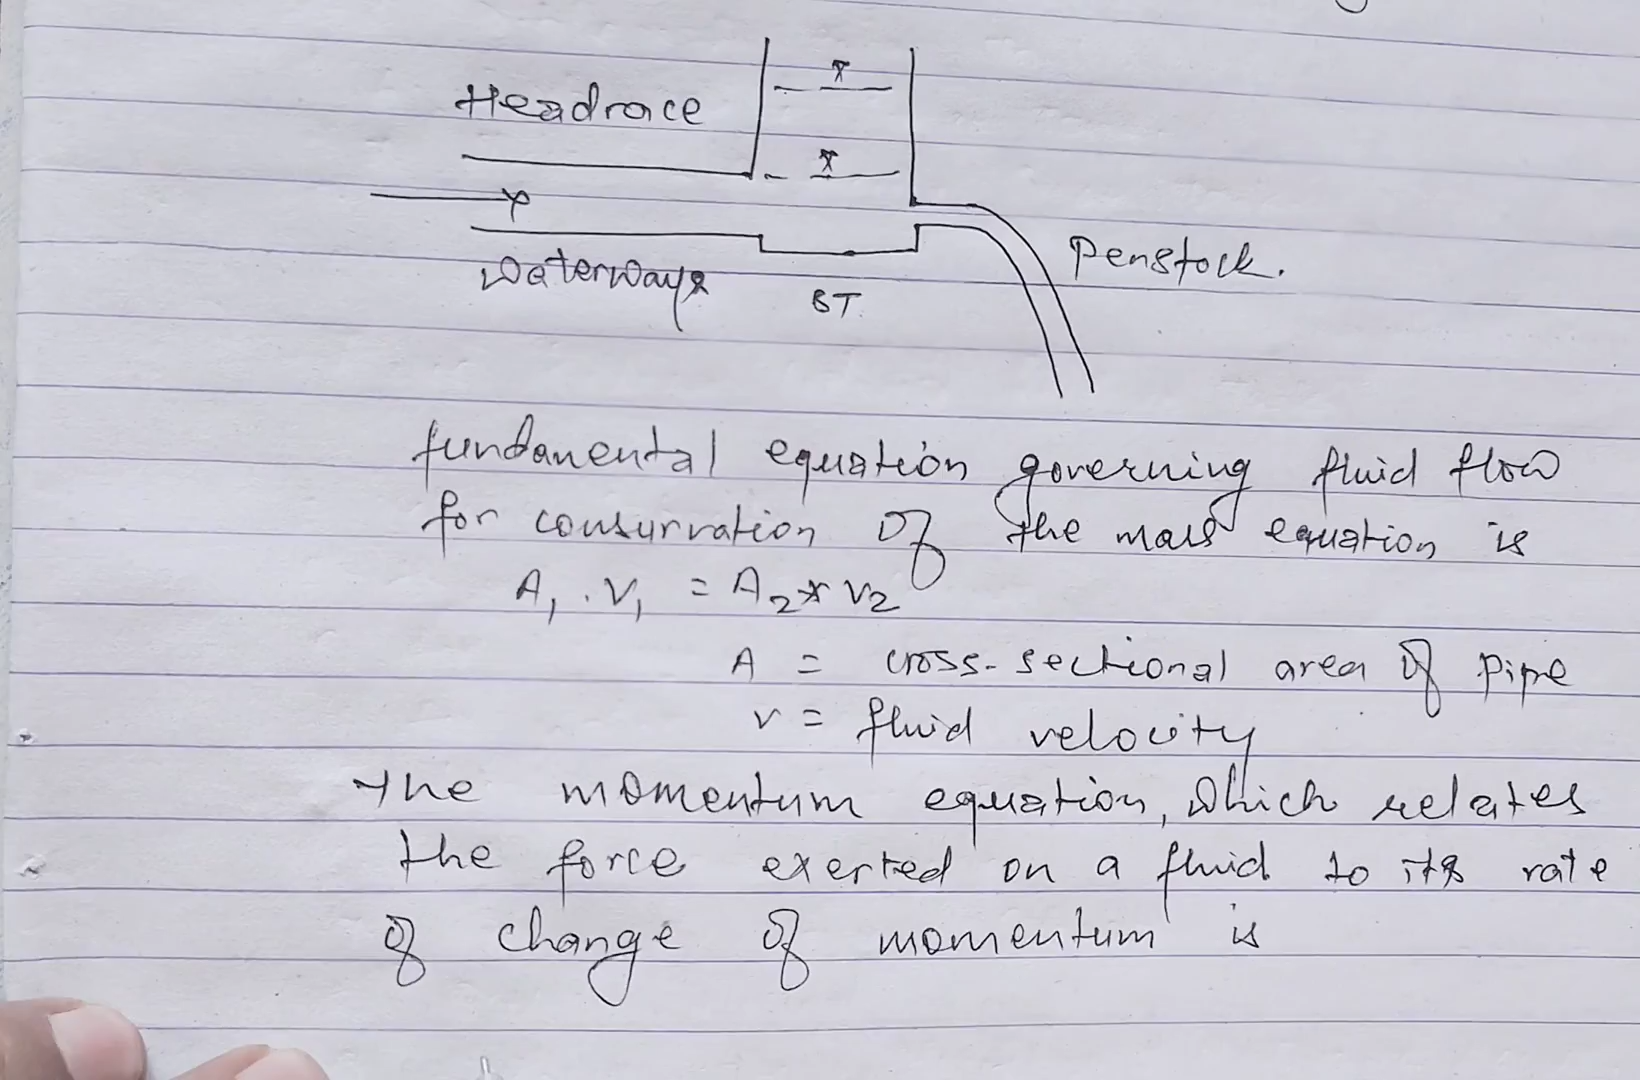 Headrace
waterways
ST
Penstock.
fundamental equation governing fluid flow
for consurvation of the mass equation is
A₁ . V₁ = A₂ * V₂
A = cross-sectional area of pipe
v = fluid velocity
The momentum equation, which relates
the force exerted on a fluid to its rate
of change of momentum is